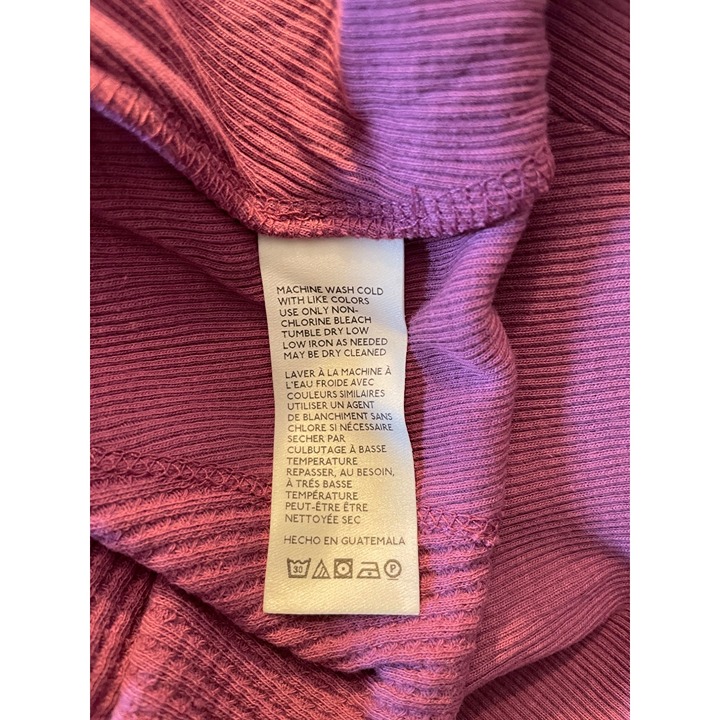 MACHINE WASH COLD
WITH LIKE COLORS
USE ONLY NON-
CHLORINE BLEACH
TUMBLE DRY LOW
LOW IRON AS NEEDED
MAY BE DRY CLEANED
LAVER À LA MACHINE À
L'EAU FROIDE AVEC
COULEURS SIMILAIRES
UTILISER UN AGENT
DE BLANCHIMENT SANS
CHLORE SI NÉCESSAIRE
SECHER PAR
CULBUTAGE À BASSE
TEMPERATURE
REPASSER, AU BESOIN,
À TRÉS BASSE
TEMPÉRATURE
PEUT-ÊTRE ÊTRE
NETTOYÉE SEC
HECHO EN GUATEMALA
30 P